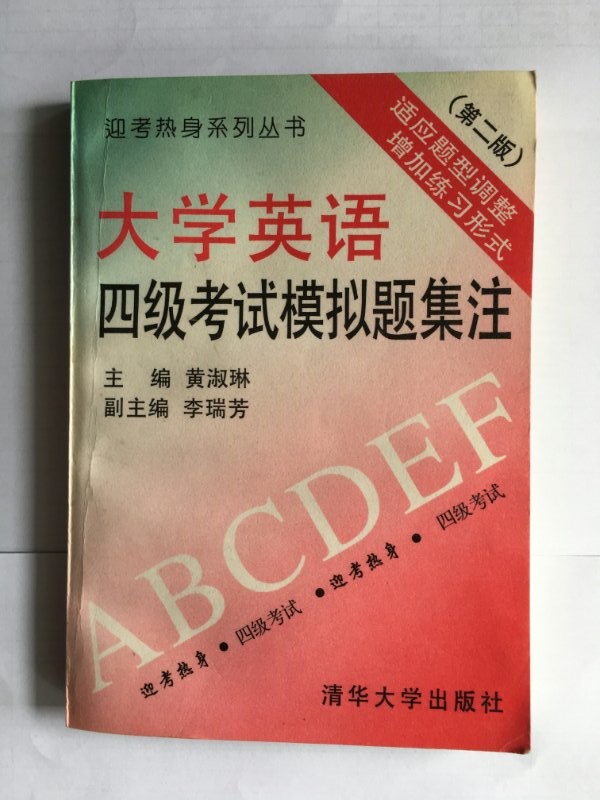 迎考热身系列丛书
(第二版)
适应题型调整
增加练习形式
大学英语
四级考试模拟题集注
主 编 黄淑琳
副主编 李瑞芳
ABCDEF
迎考热身 • 四级考试 • 迎考热身 • 四级考试
清华大学出版社